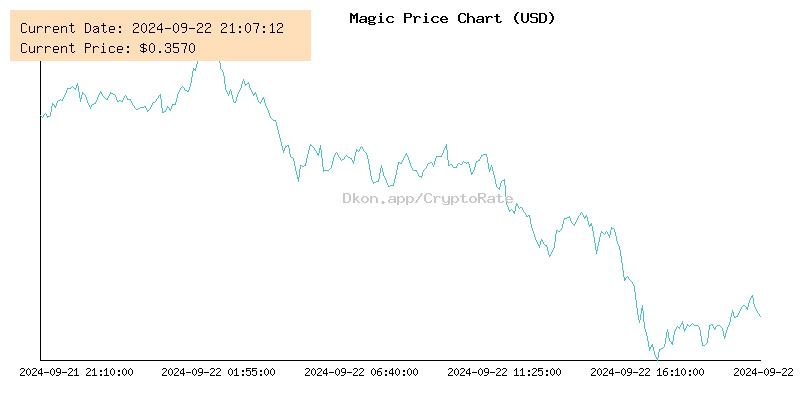 Magic Price Chart (USD)
Current Date: 2024-09-22 21:07:12
Current Price: $0.3570
Dkon.app/CryptoRate
2024-09-21 21:10:00 2024-09-22 01:55:00 2024-09-22 06:40:00 2024-09-22 11:25:00 2024-09-22 16:10:00 2024-09-22